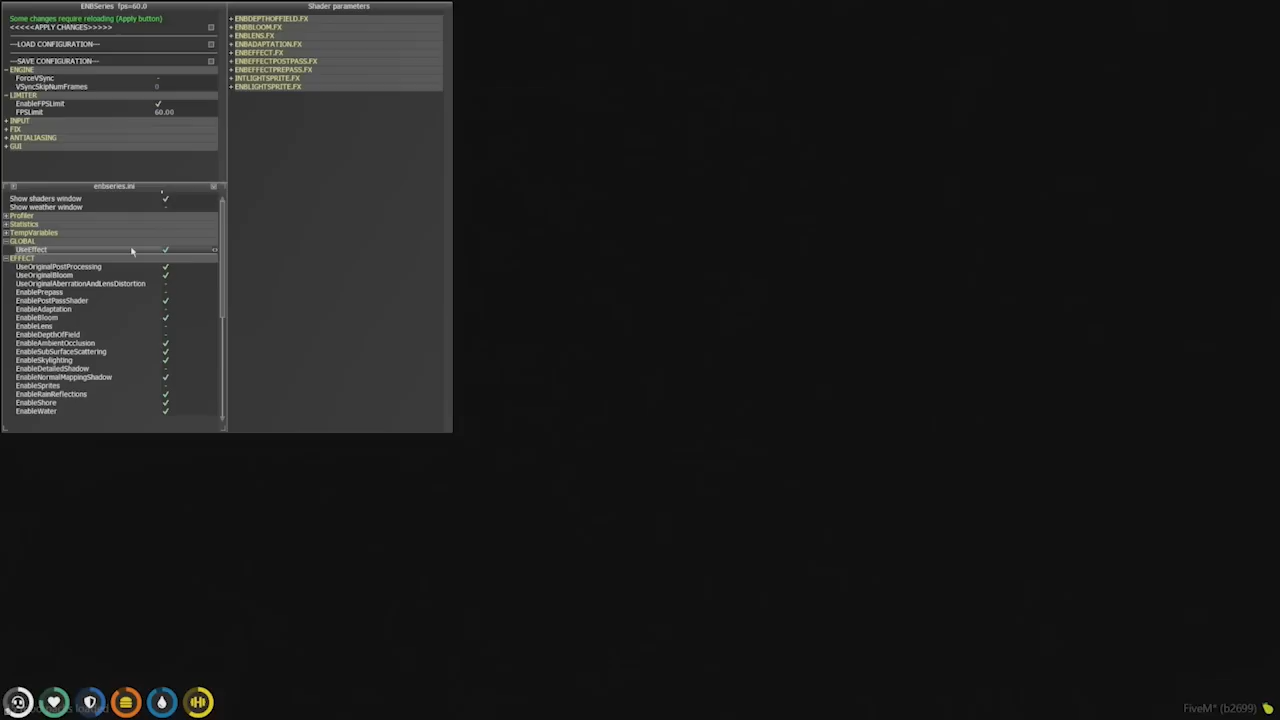 ENBSeries fps=60.0
Some changes require reloading (Apply button)
<<<<<APPLY CHANGES>>>>>
---LOAD CONFIGURATION---
---SAVE CONFIGURATION---
ENGINE
ForceVSync -
VSyncSkipNumFrames 0
LIMITER
EnableFPSLimit
FPSLimit 60.00
INPUT
FIX
ANTIALIASING
GUI
enbseries.ini
Show shaders window
Show weather window -
Profiler
Statistics
TempVariables
GLOBAL
UseEffect
EFFECT
UseOriginalPostProcessing
UseOriginalBloom
UseOriginalAberrationAndLensDistortion -
EnablePrepass -
EnablePostPassShader
EnableAdaptation -
EnableBloom
EnableLens -
EnableDepthOfField -
EnableAmbientOcclusion
EnableSubSurfaceScattering
EnableSkylighting
EnableDetailedShadow -
EnableNormalMappingShadow
EnableSprites -
EnableRainReflections
EnableShore
EnableWater
Shader parameters
ENBDEPTHOFFIELD.FX
ENBBLOOM.FX
ENBLENS.FX
ENBADAPTATION.FX
ENBEFFECT.FX
ENBEFFECTPOSTPASS.FX
ENBEFFECTPREPASS.FX
INTLIGHTSPRITE.FX
ENBLIGHTSPRITE.FX
FiveM* (b2699)